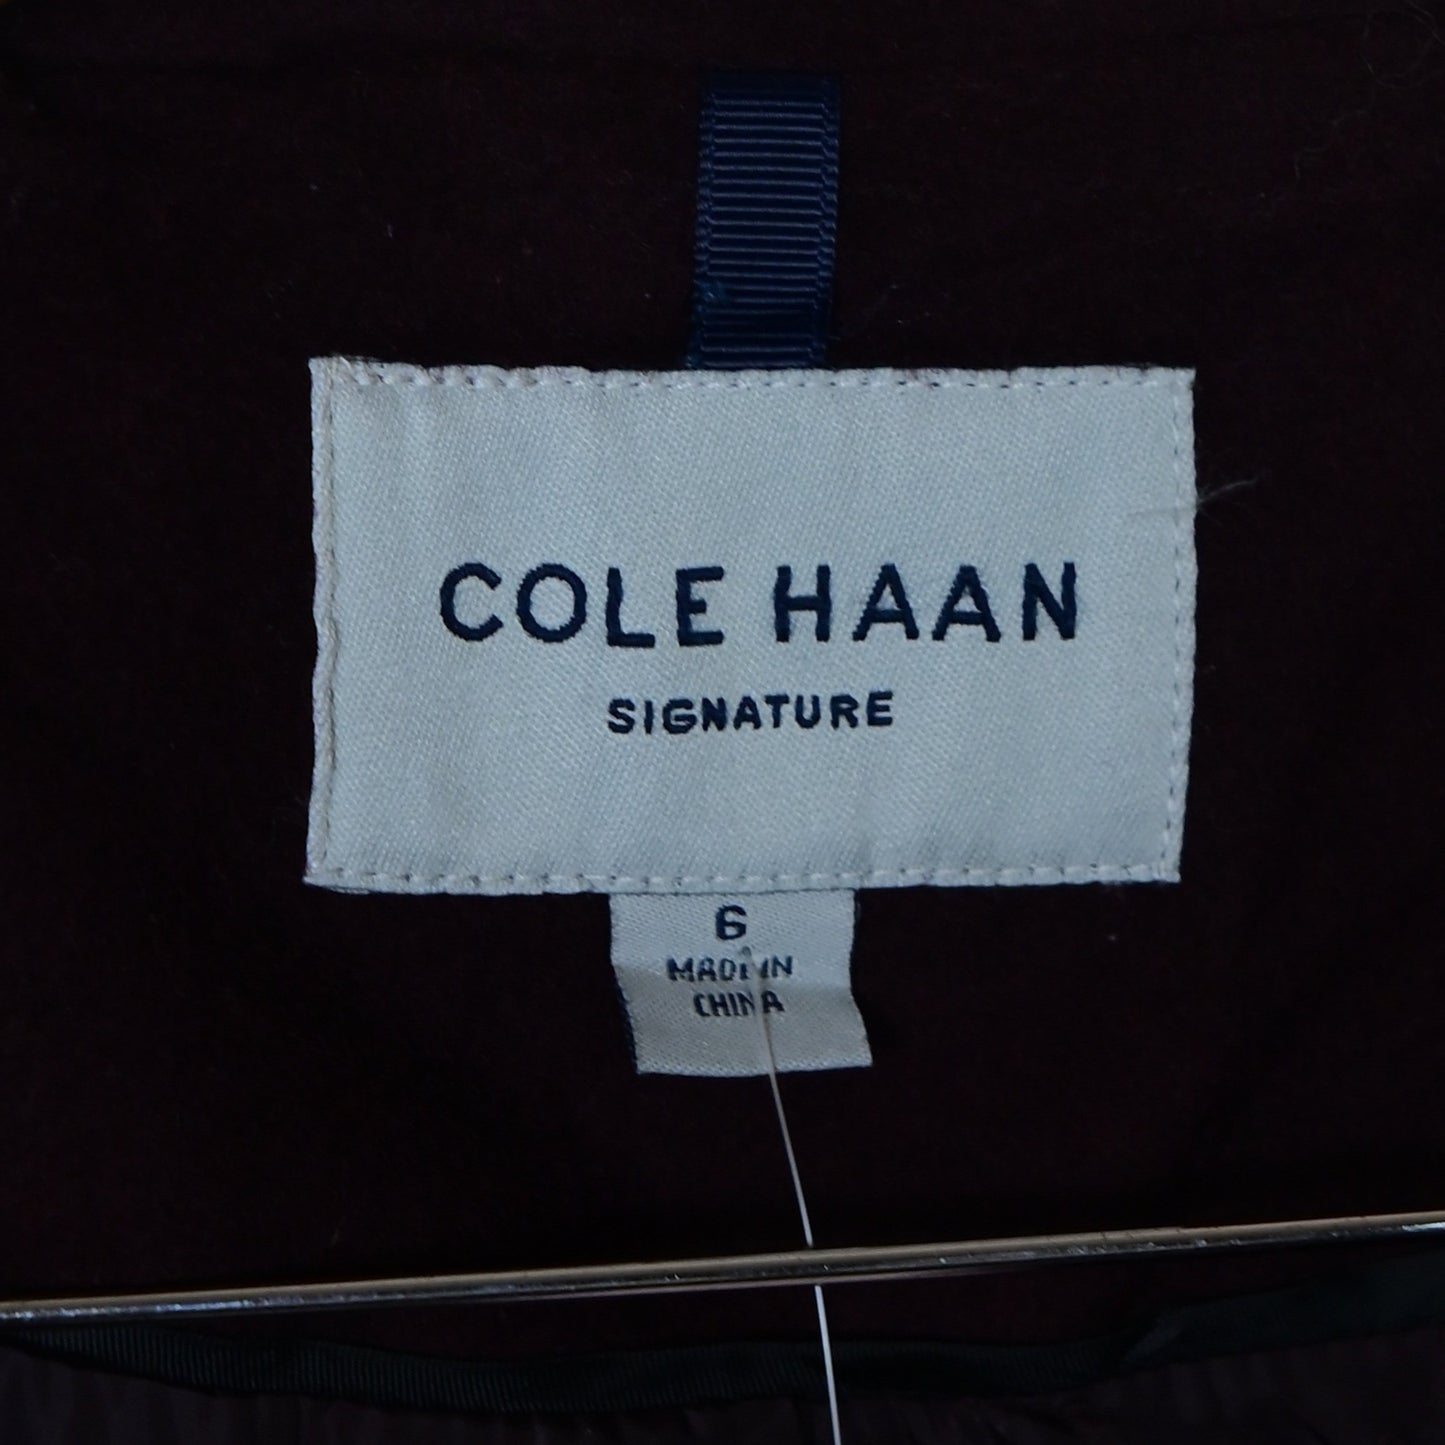 COLE HAAN
SIGNATURE
6
MADE IN
CHINA